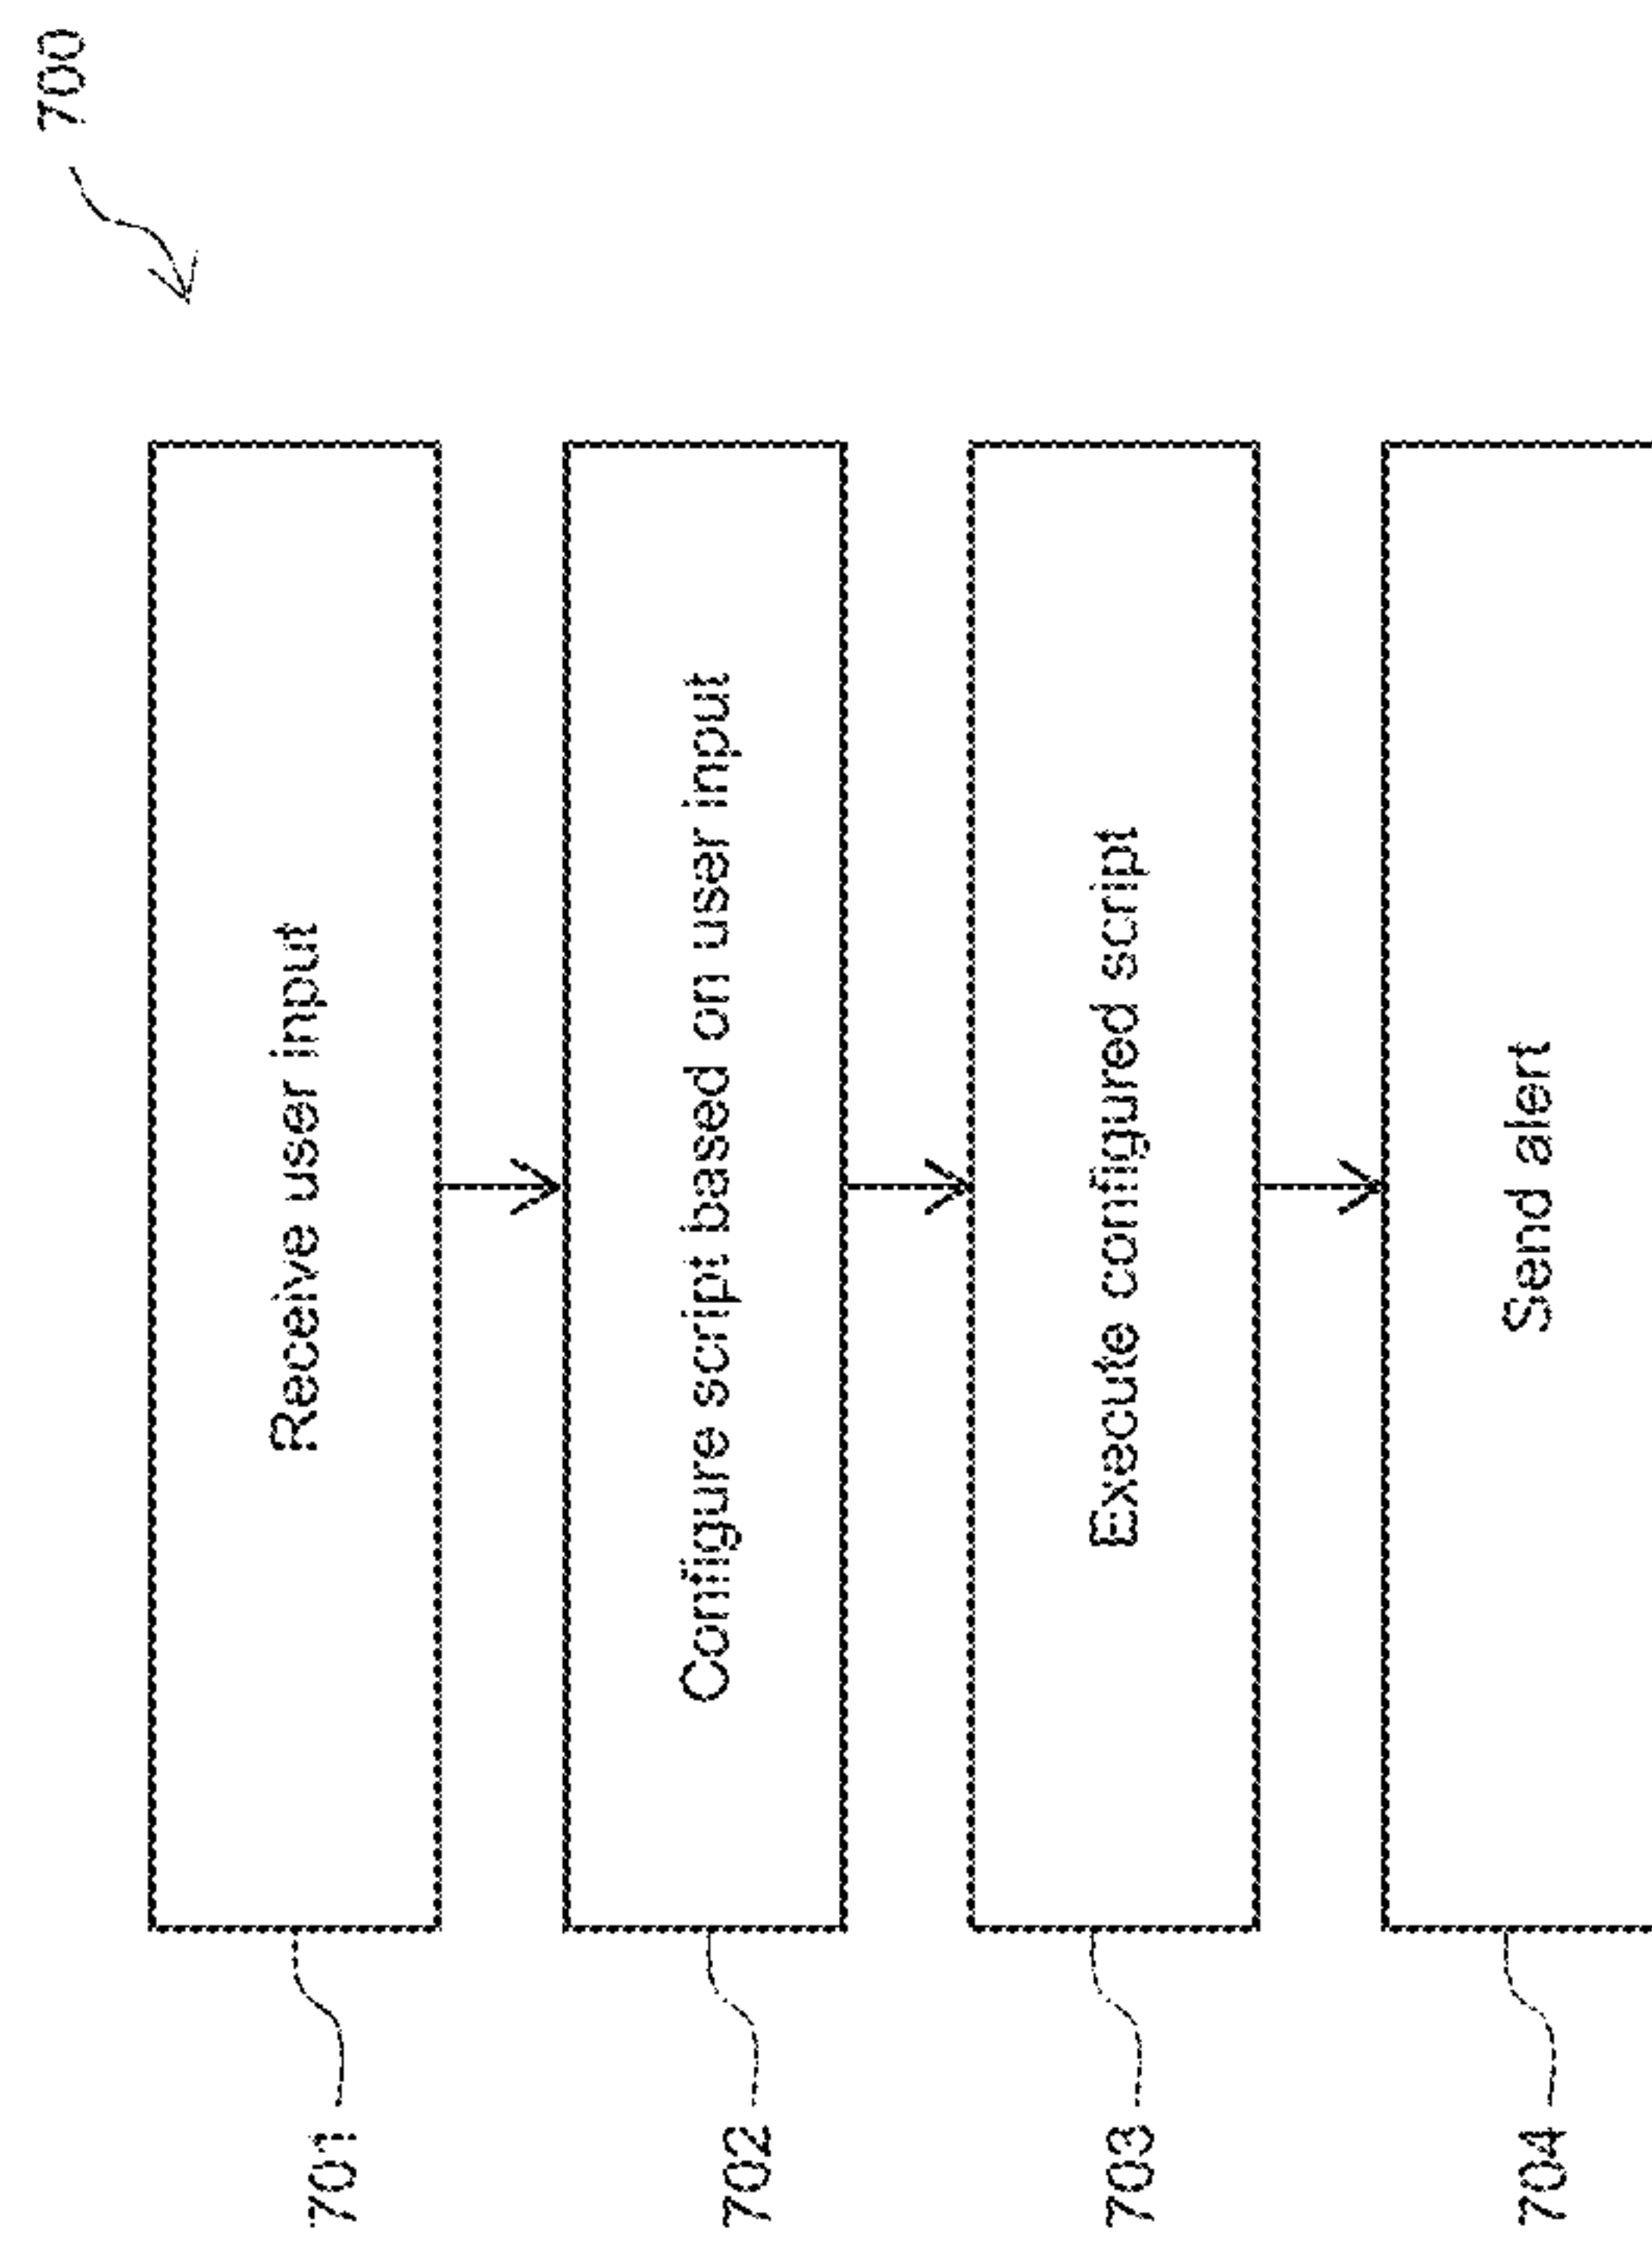 700
701
Receive user input
702
Configure script based on user input
703
Execute configured script
704
Send alert